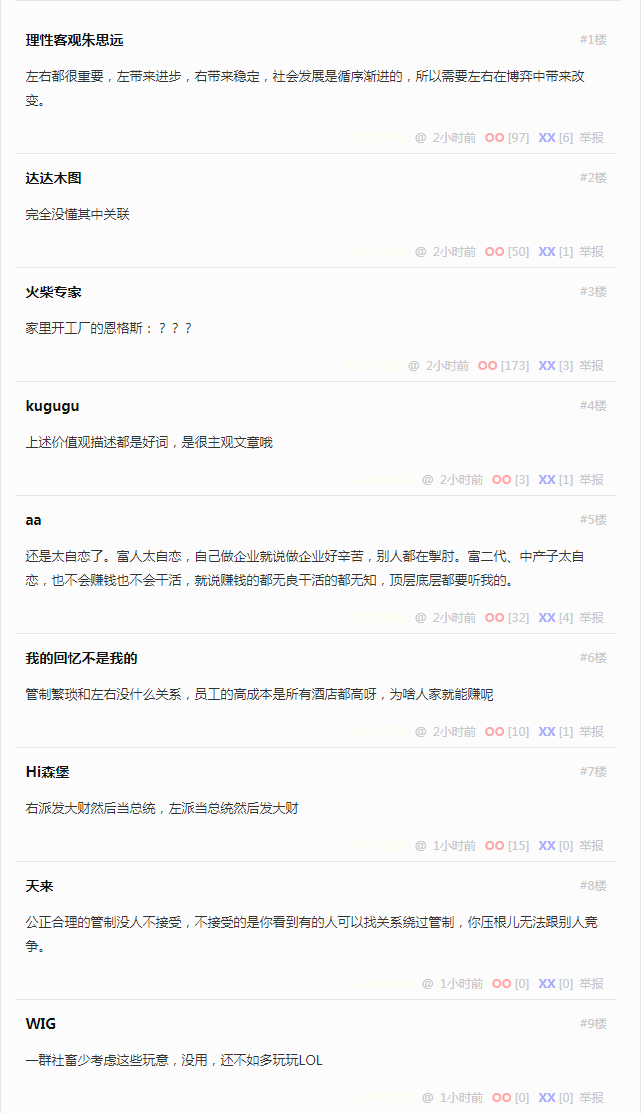 理性客观朱思远 #1楼
左右都很重要，左带来进步，右带来稳定，社会发展是循序渐进的，所以需要左右在博弈中带来改
变。
@ 2小时前 OO [97] XX [6] 举报
达达木图 #2楼
完全没懂其中关联
@ 2小时前 OO [50] XX [1] 举报
火柴专家 #3楼
家里开工厂的恩格斯：？？？
@ 2小时前 OO [173] XX [3] 举报
kugugu #4楼
上述价值观描述都是好词，是很主观文章哦
@ 2小时前 OO [3] XX [1] 举报
aa #5楼
还是太自恋了。富人太自恋，自己做企业就说做企业好辛苦，别人都在掣肘。富二代、中产子太自
恋，也不会赚钱也不会干活，就说赚钱的都无良干活的都无知，顶层底层都要听我的。
@ 2小时前 OO [32] XX [4] 举报
我的回忆不是我的 #6楼
管制繁琐和左右没什么关系，员工的高成本是所有酒店都高呀，为啥人家就能赚呢
@ 2小时前 OO [10] XX [1] 举报
Hi森堡 #7楼
右派发大财然后当总统，左派当总统然后发大财
@ 1小时前 OO [15] XX [0] 举报
天来 #8楼
公正合理的管制没人不接受，不接受的是你看到有的人可以找关系绕过管制，你压根儿无法跟别人竞
争。
@ 1小时前 OO [0] XX [0] 举报
WIG #9楼
一群社畜少考虑这些玩意，没用，还不如多玩玩LOL
@ 1小时前 OO [0] XX [0] 举报